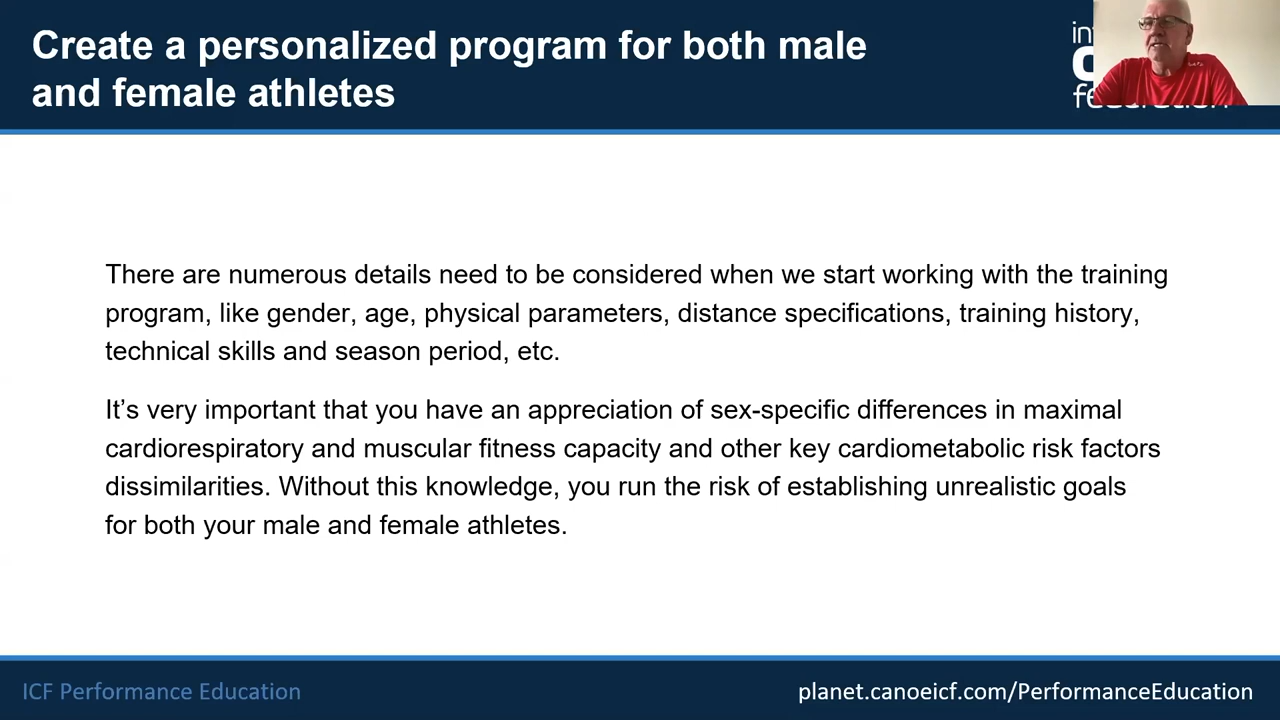 Create a personalized program for both male
and female athletes
There are numerous details need to be considered when we start working with the training
program, like gender, age, physical parameters, distance specifications, training history,
technical skills and season period, etc.
It’s very important that you have an appreciation of sex-specific differences in maximal
cardiorespiratory and muscular fitness capacity and other key cardiometabolic risk factors
dissimilarities. Without this knowledge, you run the risk of establishing unrealistic goals
for both your male and female athletes.
ICF Performance Education
planet.canoeicf.com/PerformanceEducation